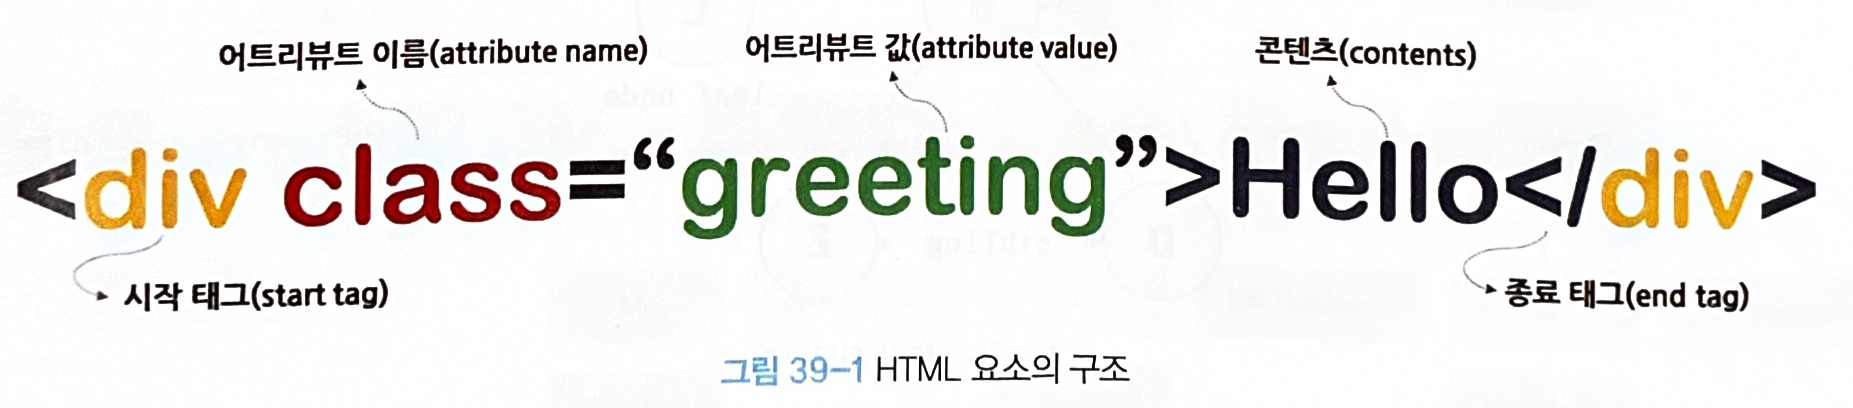 어트리뷰트 이름(attribute name) 어트리뷰트 값(attribute value) 콘텐츠(contents)
<div class=“greeting”>Hello</div>
시작 태그(start tag) 종료 태그(end tag)
그림 39-1 HTML 요소의 구조